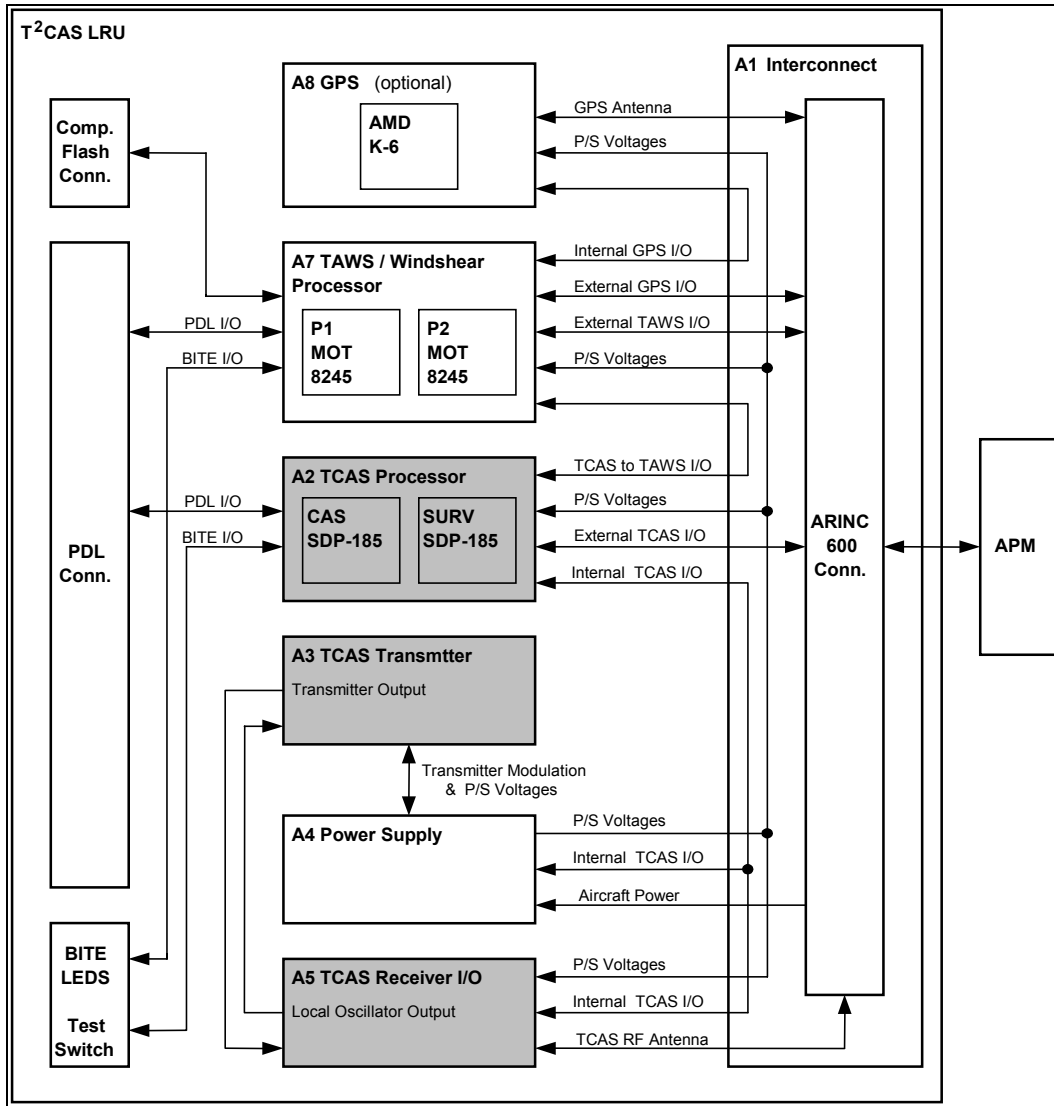 T²CAS LRU
A1 Interconnect
A8 GPS (optional)
AMD
K-6
GPS Antenna
P/S Voltages
Comp.
Flash
Conn.
A7 TAWS / Windshear
Processor
P1
MOT
8245
P2
MOT
8245
Internal GPS I/O
External GPS I/O
External TAWS I/O
P/S Voltages
PDL I/O
BITE I/O
A2 TCAS Processor
CAS
SDP-185
SURV
SDP-185
TCAS to TAWS I/O
P/S Voltages
External TCAS I/O
Internal TCAS I/O
PDL I/O
BITE I/O
PDL
Conn.
ARINC
600
Conn.
APM
A3 TCAS Transmtter
Transmitter Output
Transmitter Modulation
& P/S Voltages
A4 Power Supply
P/S Voltages
Internal TCAS I/O
Aircraft Power
BITE
LEDS
Test
Switch
A5 TCAS Receiver I/O
Local Oscillator Output
P/S Voltages
Internal TCAS I/O
TCAS RF Antenna